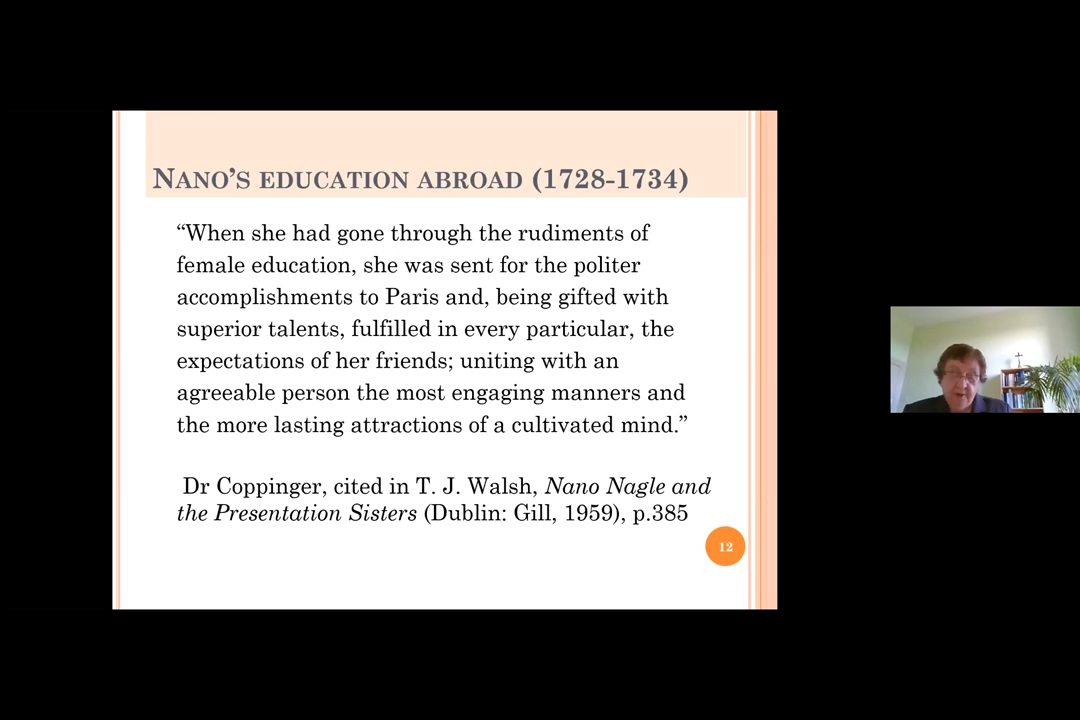 NANO’S EDUCATION ABROAD (1728-1734)
“When she had gone through the rudiments of
female education, she was sent for the politer
accomplishments to Paris and, being gifted with
superior talents, fulfilled in every particular, the
expectations of her friends; uniting with an
agreeable person the most engaging manners and
the more lasting attractions of a cultivated mind.”
Dr Coppinger, cited in T. J. Walsh, Nano Nagle and
the Presentation Sisters (Dublin: Gill, 1959), p.385
12